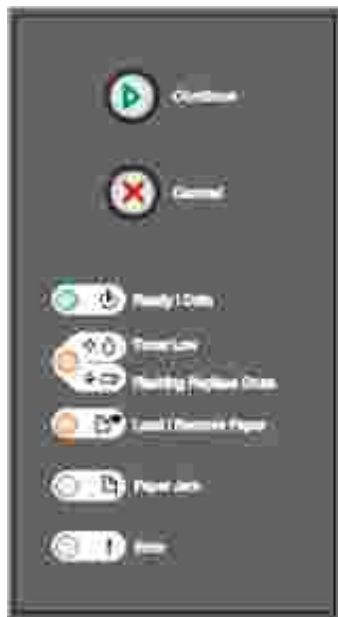 Continue
Cancel
Ready / Data
Toner Low
Flashing Replace Drum
Load / Remove Paper
Paper Jam
Error